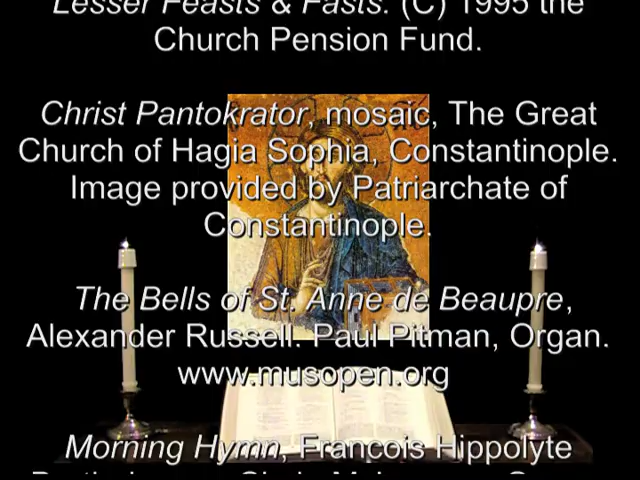 Lesser Feasts & Fasts. (C) 1995 the
Church Pension Fund.
Christ Pantokrator, mosaic, The Great
Church of Hagia Sophia, Constantinople.
Image provided by Patriarchate of
Constantinople.
The Bells of St. Anne de Beaupre,
Alexander Russell. Paul Pitman, Organ.
www.musopen.org
Morning Hymn, Francois Hippolyte